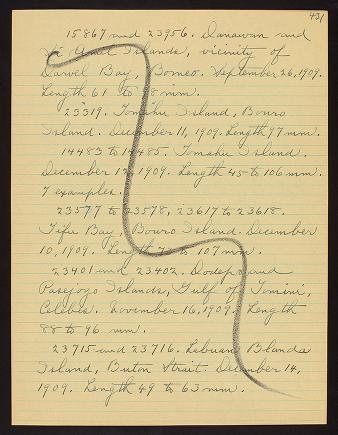 431
15867 and 23956. Danawan and
Si Amil Islands, vicinity of
Darvel Bay, Borneo. September 26, 1909.
Length 61 to 98 mm.
23319. Tomahu Island, Bouro
Island. December 11, 1909. Length 97 mm.
14483 to 14485. Tomahu Island.
December 12, 1909. Length 45 to 106 mm.
7 examples.
23577 to 23578, 23617 to 23618.
Tifu Bay, Bouro Island. December
10, 1909. Length to 107 mm.
23401 and 23402. Dodepo and
Pasejogo Islands, Gulf of Tomini,
Celebes. November 16, 1909. Length
88 to 96 mm.
23715 and 23716. Lebuan Blanda
Island, Buton Strait. December 14,
1909. Length 49 to 63 mm.